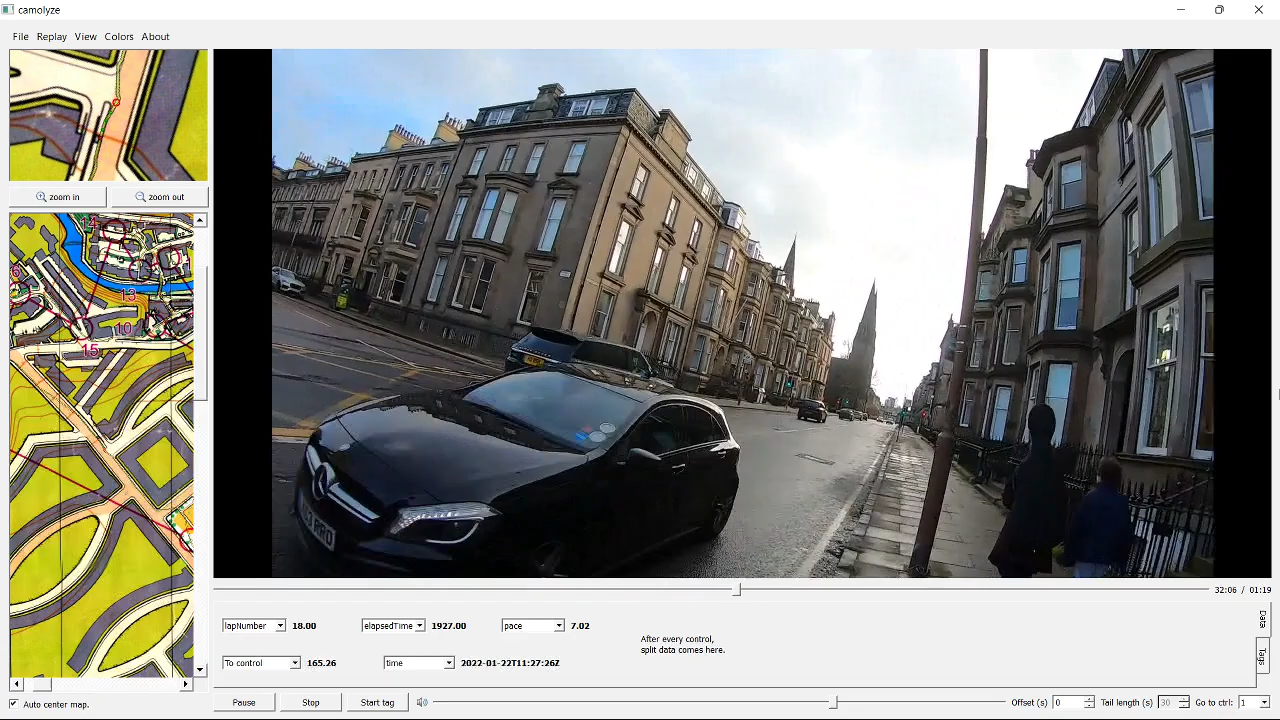 camolyze
File Replay View Colors About
zoom in zoom out
14
13
10
15
32:06 / 01:19
lapNumber 18.00 elapsedTime 1927.00 pace 7.02
After every control,
split data comes here.
To control 165.26 time 2022-01-22T11:27:26Z
Data
Tags
Auto center map.
Pause Stop Start tag
Offset (s) 0 Tail length (s) 30 Go to ctrl: 1